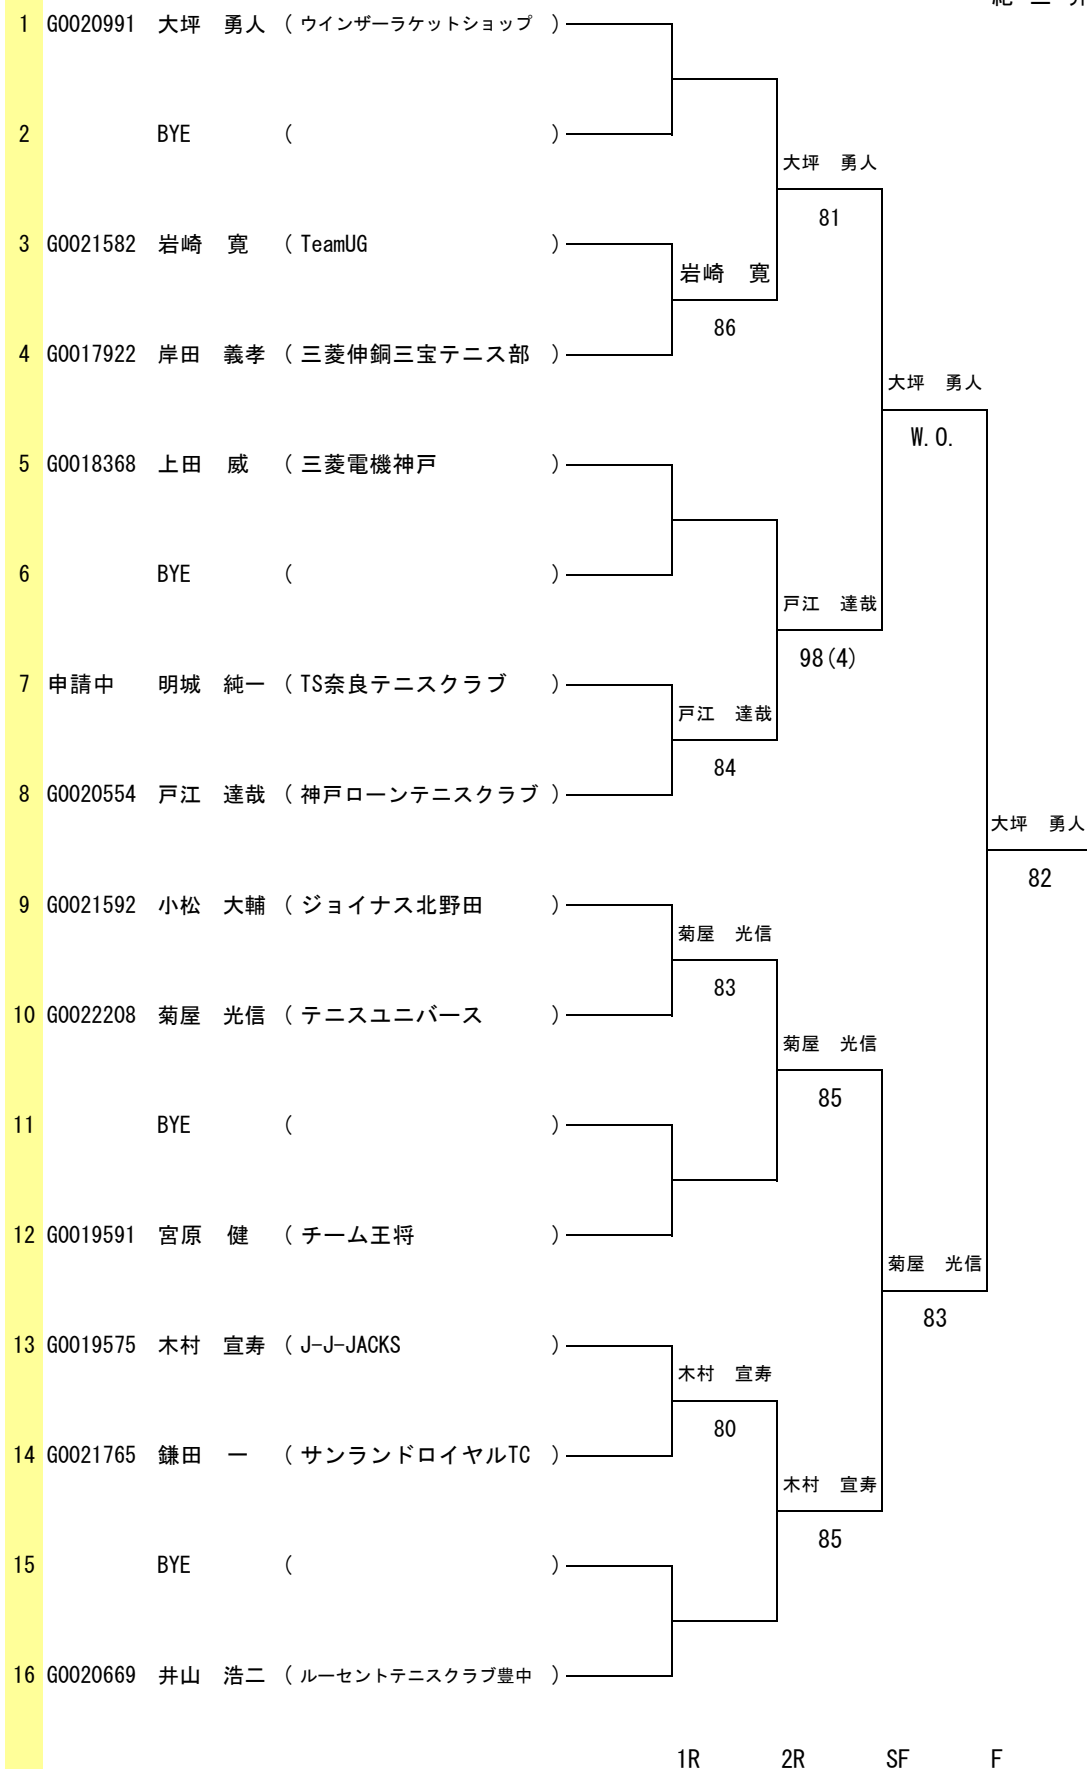 1 G0020991 大坪 勇人 ( ウインザーラケットショップ )
2 BYE ( )
大坪 勇人
81
3 G0021582 岩崎 寛 ( TeamUG )
岩崎 寛
86
4 G0017922 岸田 義孝 ( 三菱伸銅三宝テニス部 )
大坪 勇人
W.O.
5 G0018368 上田 威 ( 三菱電機神戸 )
6 BYE ( )
戸江 達哉
98(4)
7 申請中 明城 純一 ( TS奈良テニスクラブ )
戸江 達哉
84
8 G0020554 戸江 達哉 ( 神戸ローンテニスクラブ )
大坪 勇人
82
9 G0021592 小松 大輔 ( ジョイナス北野田 )
菊屋 光信
83
10 G0022208 菊屋 光信 ( テニスユニバース )
菊屋 光信
85
11 BYE ( )
12 G0019591 宮原 健 ( チーム王将 )
菊屋 光信
83
13 G0019575 木村 宣寿 ( J-J-JACKS )
木村 宣寿
80
14 G0021765 鎌田 一 ( サンランドロイヤルTC )
木村 宣寿
85
15 BYE ( )
16 G0020669 井山 浩二 ( ルーセントテニスクラブ豊中 )
1R 2R SF F